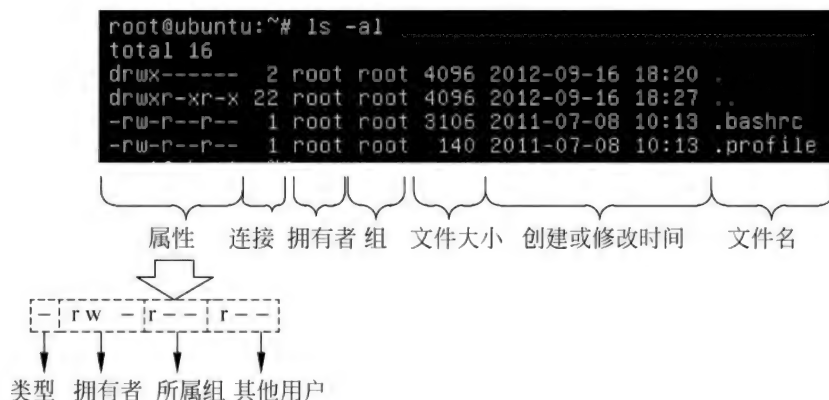 root@ubuntu:~# ls -al
total 16
drwx------ 2 root root 4096 2012-09-16 18:20 .
drwxr-xr-x 22 root root 4096 2012-09-16 18:27 ..
-rw-r--r-- 1 root root 3106 2011-07-08 10:13 .bashrc
-rw-r--r-- 1 root root 140 2011-07-08 10:13 .profile
属性 连接 拥有者 组 文件大小 创建或修改时间 文件名
- rw - r - - r - -
类型 拥有者 所属组 其他用户